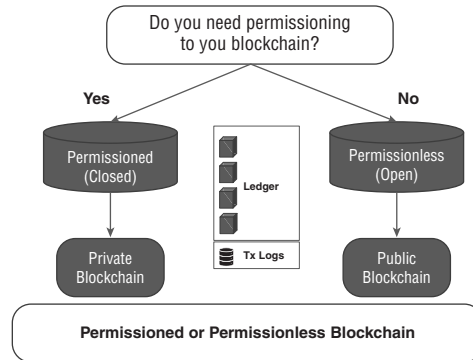 Do you need permissioning
to you blockchain?
Yes
No
Permissioned
(Closed)
Ledger
Permissionless
(Open)
Tx Logs
Private
Blockchain
Public
Blockchain
Permissioned or Permissionless Blockchain